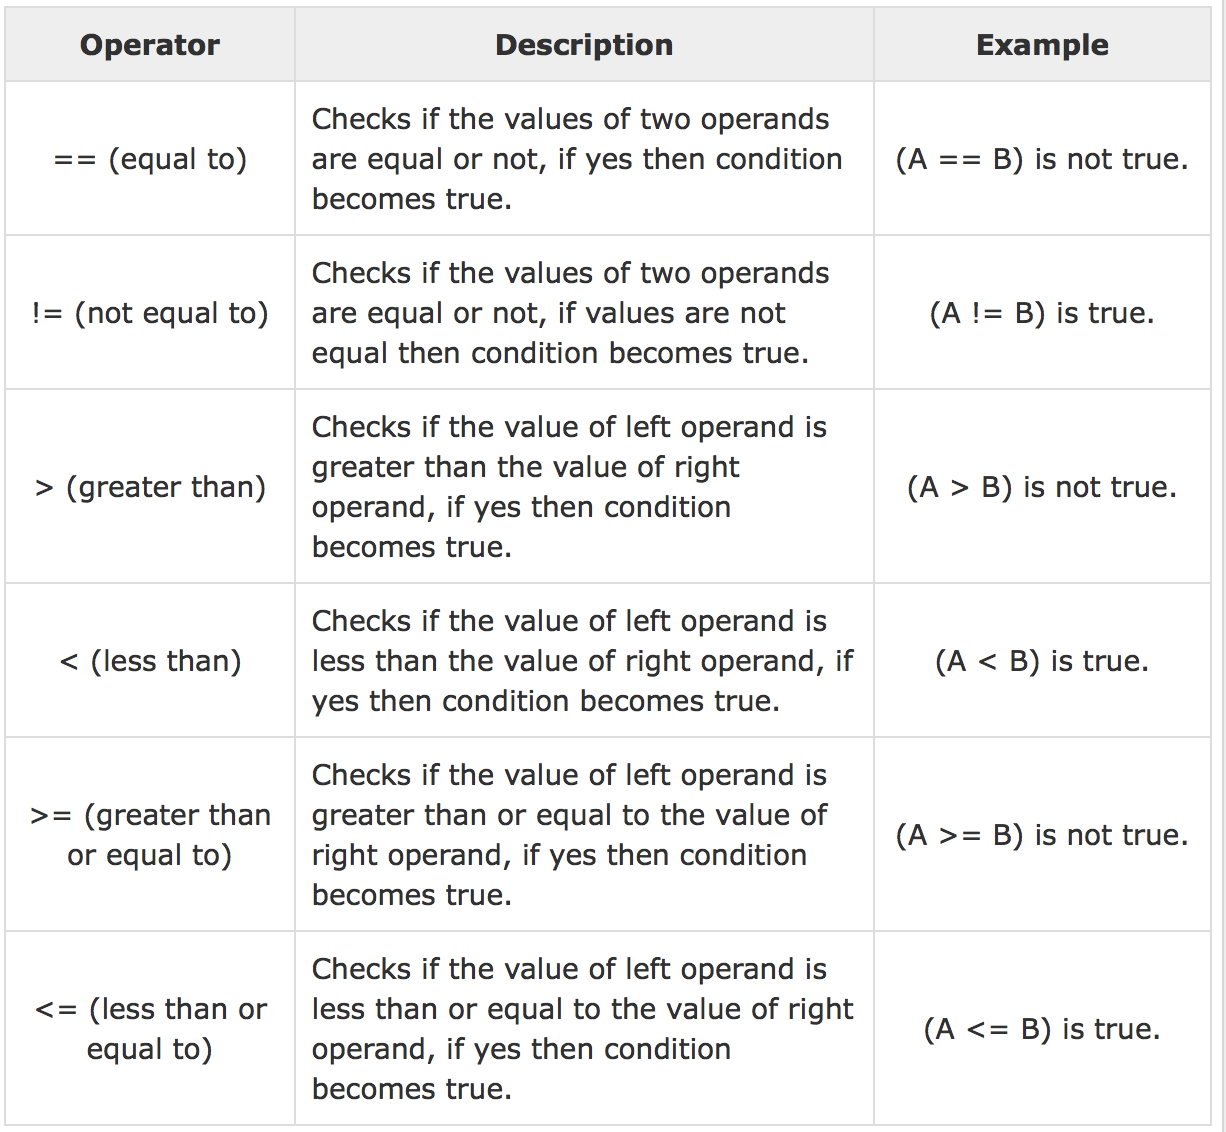 Operator
Description
Example
== (equal to)
Checks if the values of two operands
are equal or not, if yes then condition
becomes true.
(A == B) is not true.
!= (not equal to)
Checks if the values of two operands
are equal or not, if values are not
equal then condition becomes true.
(A != B) is true.
> (greater than)
Checks if the value of left operand is
greater than the value of right
operand, if yes then condition
becomes true.
(A > B) is not true.
< (less than)
Checks if the value of left operand is
less than the value of right operand, if
yes then condition becomes true.
(A < B) is true.
>= (greater than
or equal to)
Checks if the value of left operand is
greater than or equal to the value of
right operand, if yes then condition
becomes true.
(A >= B) is not true.
<= (less than or
equal to)
Checks if the value of left operand is
less than or equal to the value of right
operand, if yes then condition
becomes true.
(A <= B) is true.